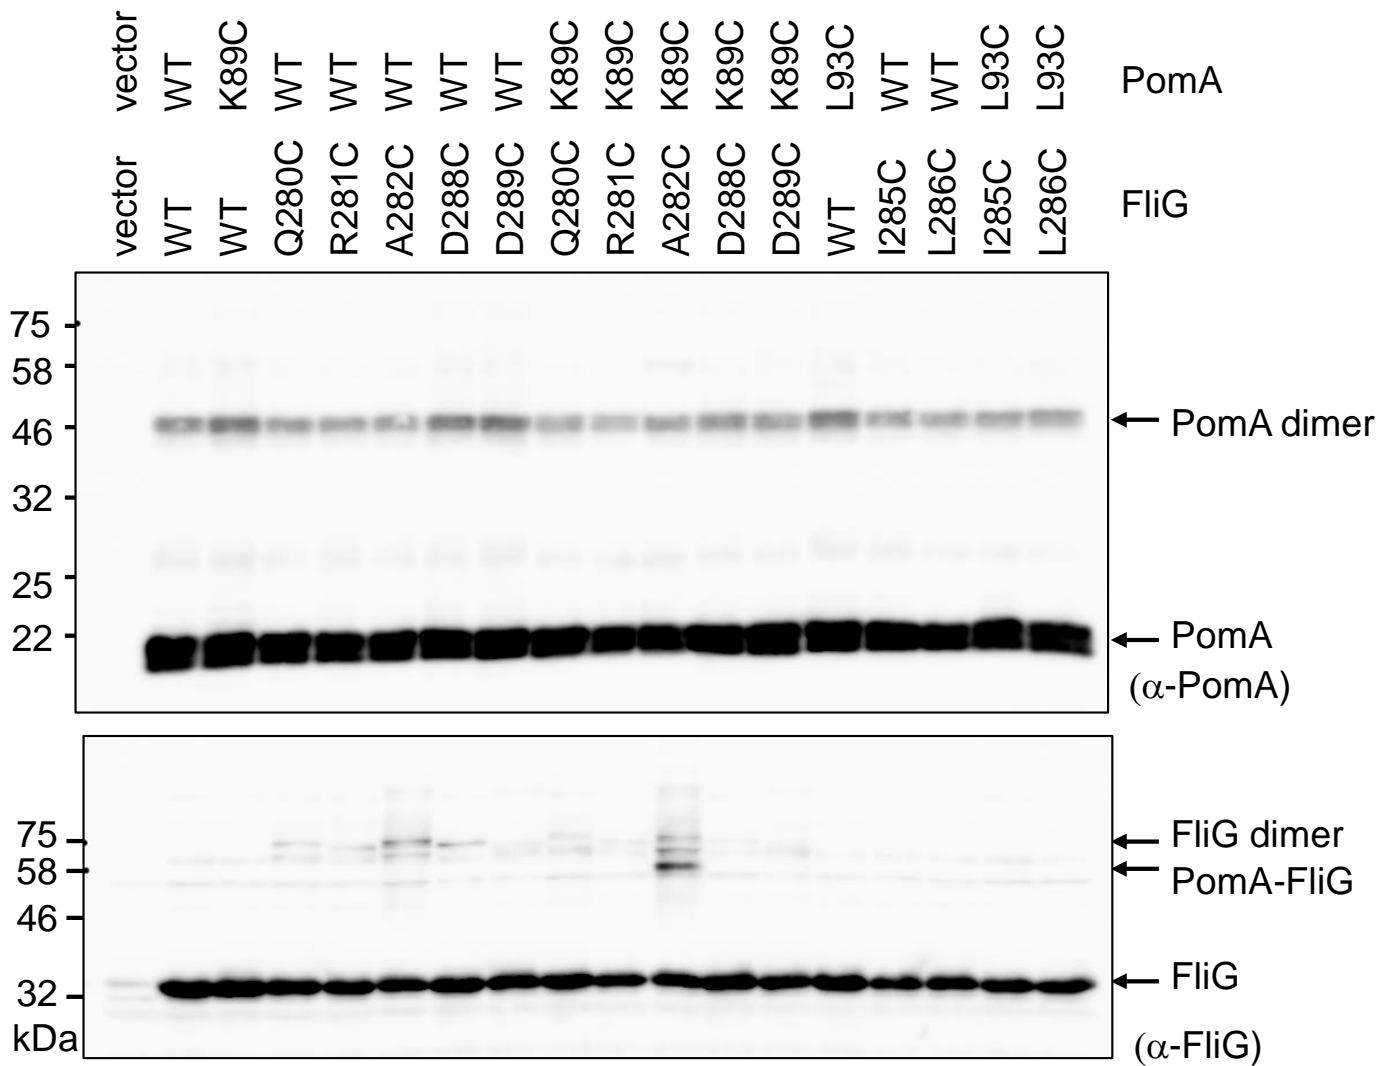 vector WT K89C WT WT WT WT WT K89C K89C K89C K89C K89C L93C WT WT L93C L93C PomA
vector WT WT Q280C R281C A282C D288C D289C Q280C R281C A282C D288C D289C WT I285C L286C I285C L286C FliG
75
58
46 PomA dimer
32
25
22 PomA
(α-PomA)
75 FliG dimer
58 PomA-FliG
46
32 FliG
kDa (α-FliG)